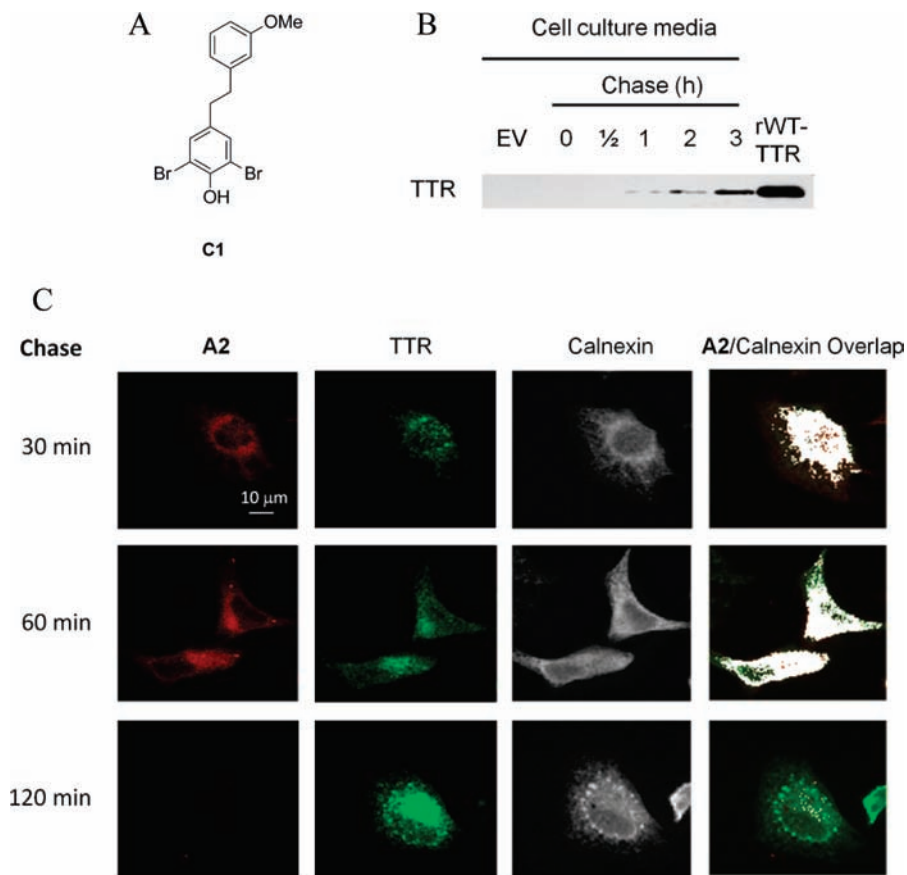 A
OMe
Br
Br
OH
C1
B
Cell culture media
Chase (h)
EV 0 ½ 1 2 3 rWT-TTR
TTR
C
Chase A2 TTR Calnexin A2/Calnexin Overlap
30 min
10 μm
60 min
120 min